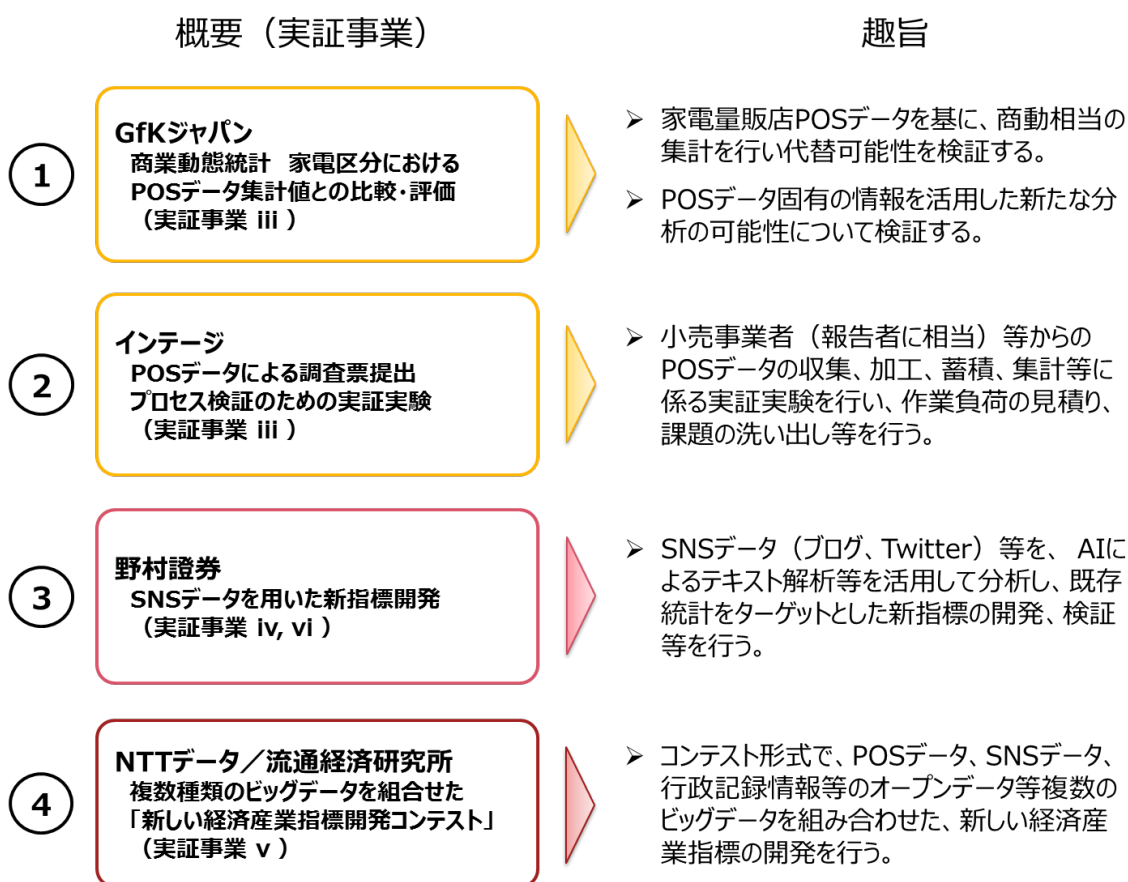 概要（実証事業）
趣旨
1
GfKジャパン
商業動態統計　家電区分における
POSデータ集計値との比較・評価
（実証事業 iii ）
➢ 家電量販店POSデータを基に、商動相当の
集計を行い代替可能性を検証する。
➢ POSデータ固有の情報を活用した新たな分
析の可能性について検証する。
2
インテージ
POSデータによる調査票提出
プロセス検証のための実証実験
（実証事業 iii ）
➢ 小売事業者（報告者に相当）等からの
POSデータの収集、加工、蓄積、集計等に
係る実証実験を行い、作業負荷の見積り、
課題の洗い出し等を行う。
3
野村證券
SNSデータを用いた新指標開発
（実証事業 iv, vi ）
➢ SNSデータ（ブログ、Twitter）等を、 AIに
よるテキスト解析等を活用して分析し、既存
統計をターゲットとした新指標の開発、検証
等を行う。
4
NTTデータ／流通経済研究所
複数種類のビッグデータを組合せた
「新しい経済産業指標開発コンテスト」
（実証事業 v ）
➢ コンテスト形式で、POSデータ、SNSデータ、
行政記録情報等のオープンデータ等複数の
ビッグデータを組み合わせた、新しい経済産
業指標の開発を行う。